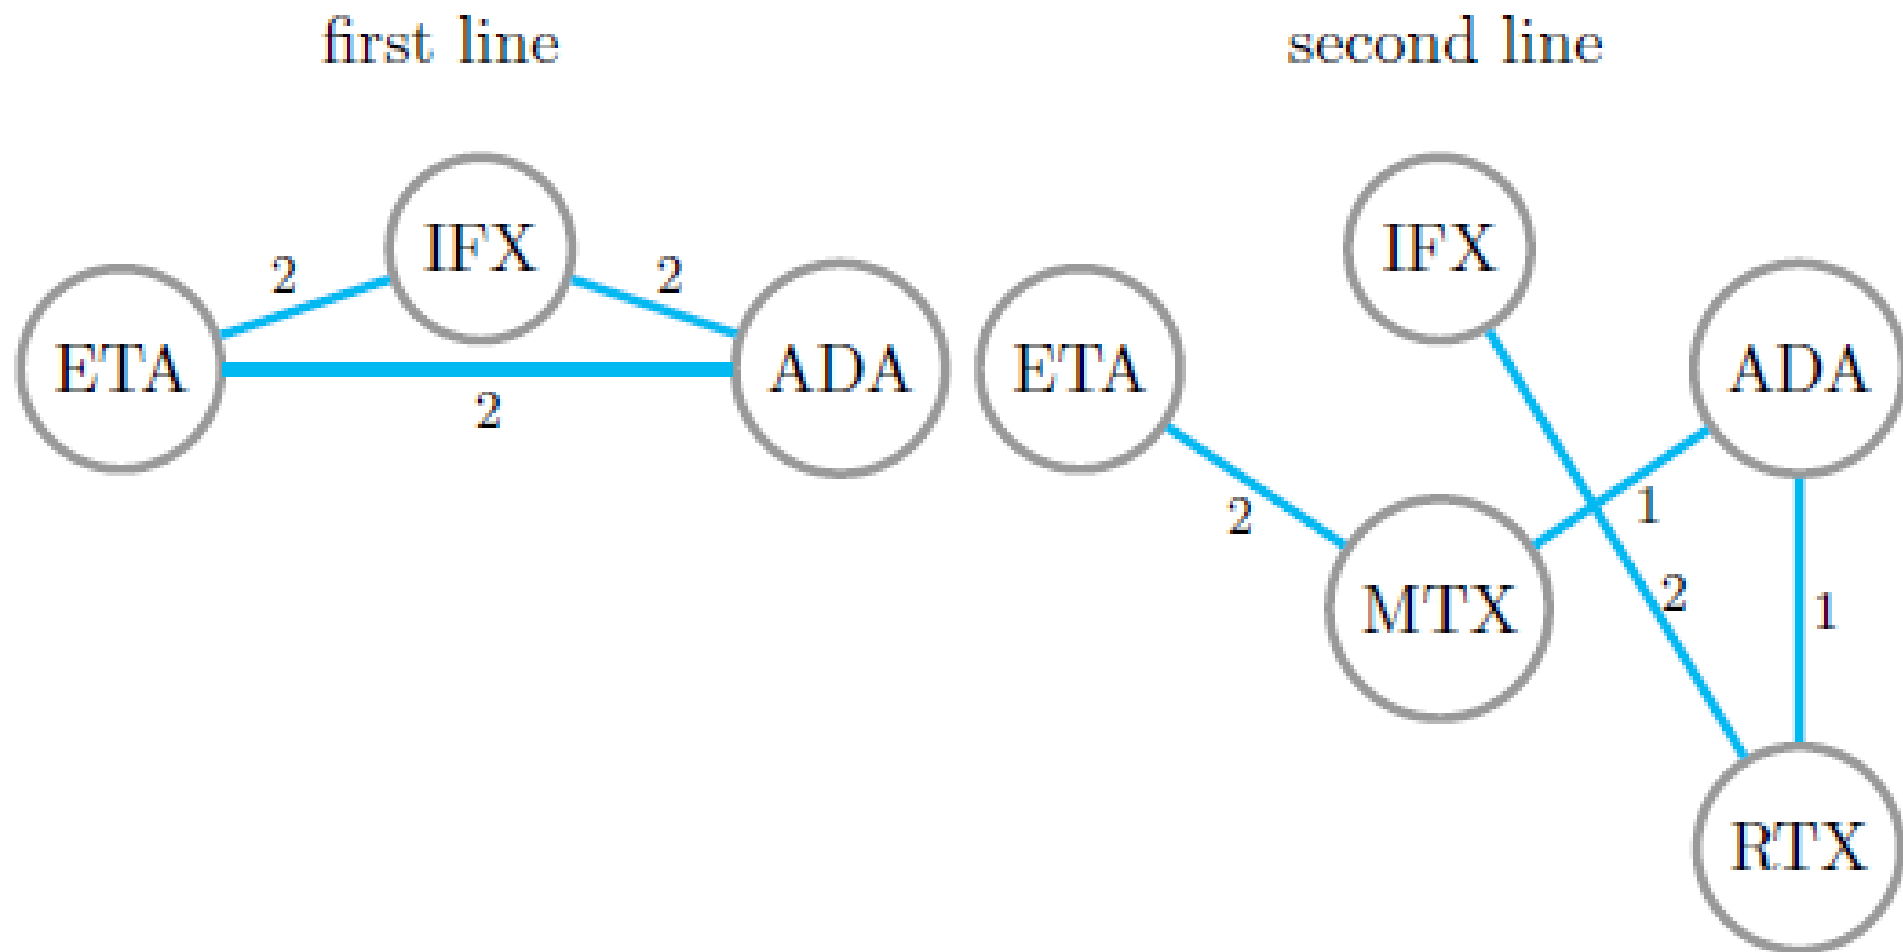 first line
second line
IFX
2
2
ETA
ADA
2
IFX
ETA
ADA
2
1
MTX
2
1
RTX